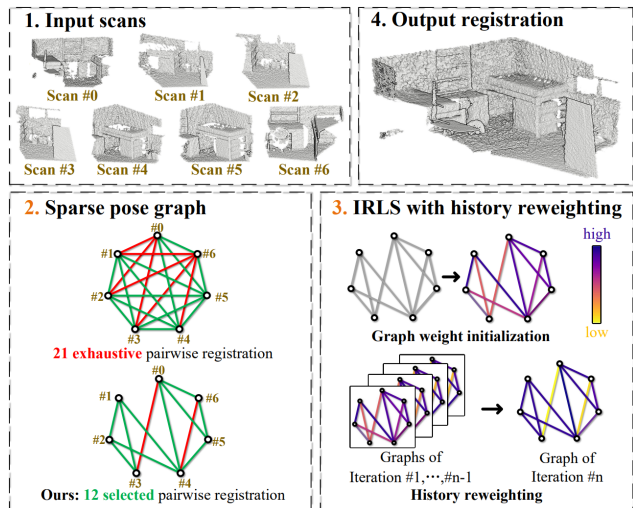 1. Input scans
Scan #0
Scan #1
Scan #2
Scan #3
Scan #4
Scan #5
Scan #6
4. Output registration
2. Sparse pose graph
#0
#1
#6
#2
#5
#3
#4
21 exhaustive pairwise registration
#0
#1
#6
#2
#5
#3
#4
Ours: 12 selected pairwise registration
3. IRLS with history reweighting
high
low
Graph weight initialization
Graphs of
Iteration #1,⋯,#n-1
Graph of
Iteration #n
History reweighting